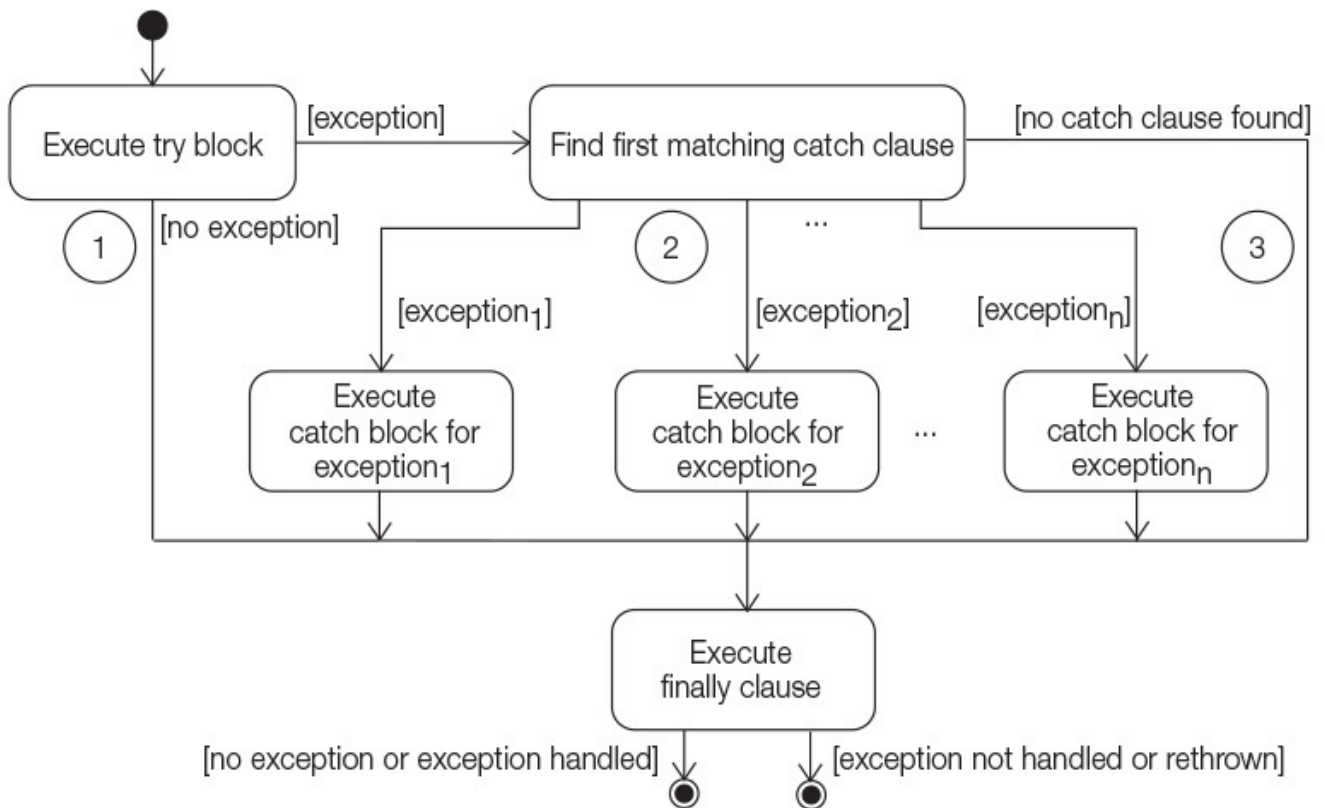 [exception]
[no catch clause found]
Execute try block
Find first matching catch clause
1
[no exception]
2
...
3
[exception1]
[exception2]
[exceptionn]
Execute
catch block for
exception1
Execute
catch block for
exception2
...
Execute
catch block for
exceptionn
Execute
finally clause
[no exception or exception handled]
[exception not handled or rethrown]